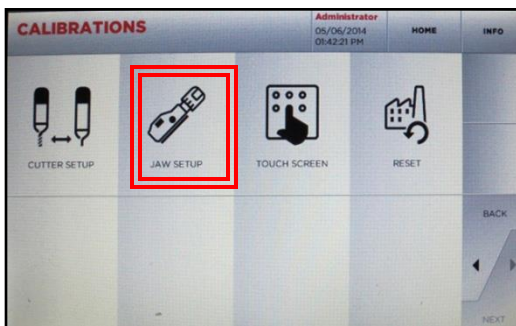 CALIBRATIONS
Administrator
05/06/2014
01:42:21 PM
HOME
INFO
CUTTER SETUP
JAW SETUP
TOUCH SCREEN
RESET
BACK
NEXT